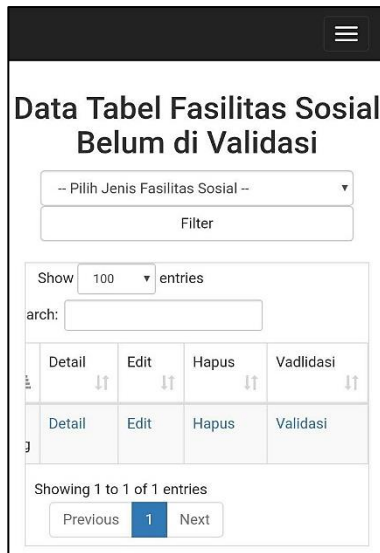 Data Tabel Fasilitas Sosial
Belum di Validasi
-- Pilih Jenis Fasilitas Sosial --
Filter
Show 100 entries
arch:
Detail Edit Hapus Vadlidasi
Detail Edit Hapus Validasi
g
Showing 1 to 1 of 1 entries
Previous 1 Next